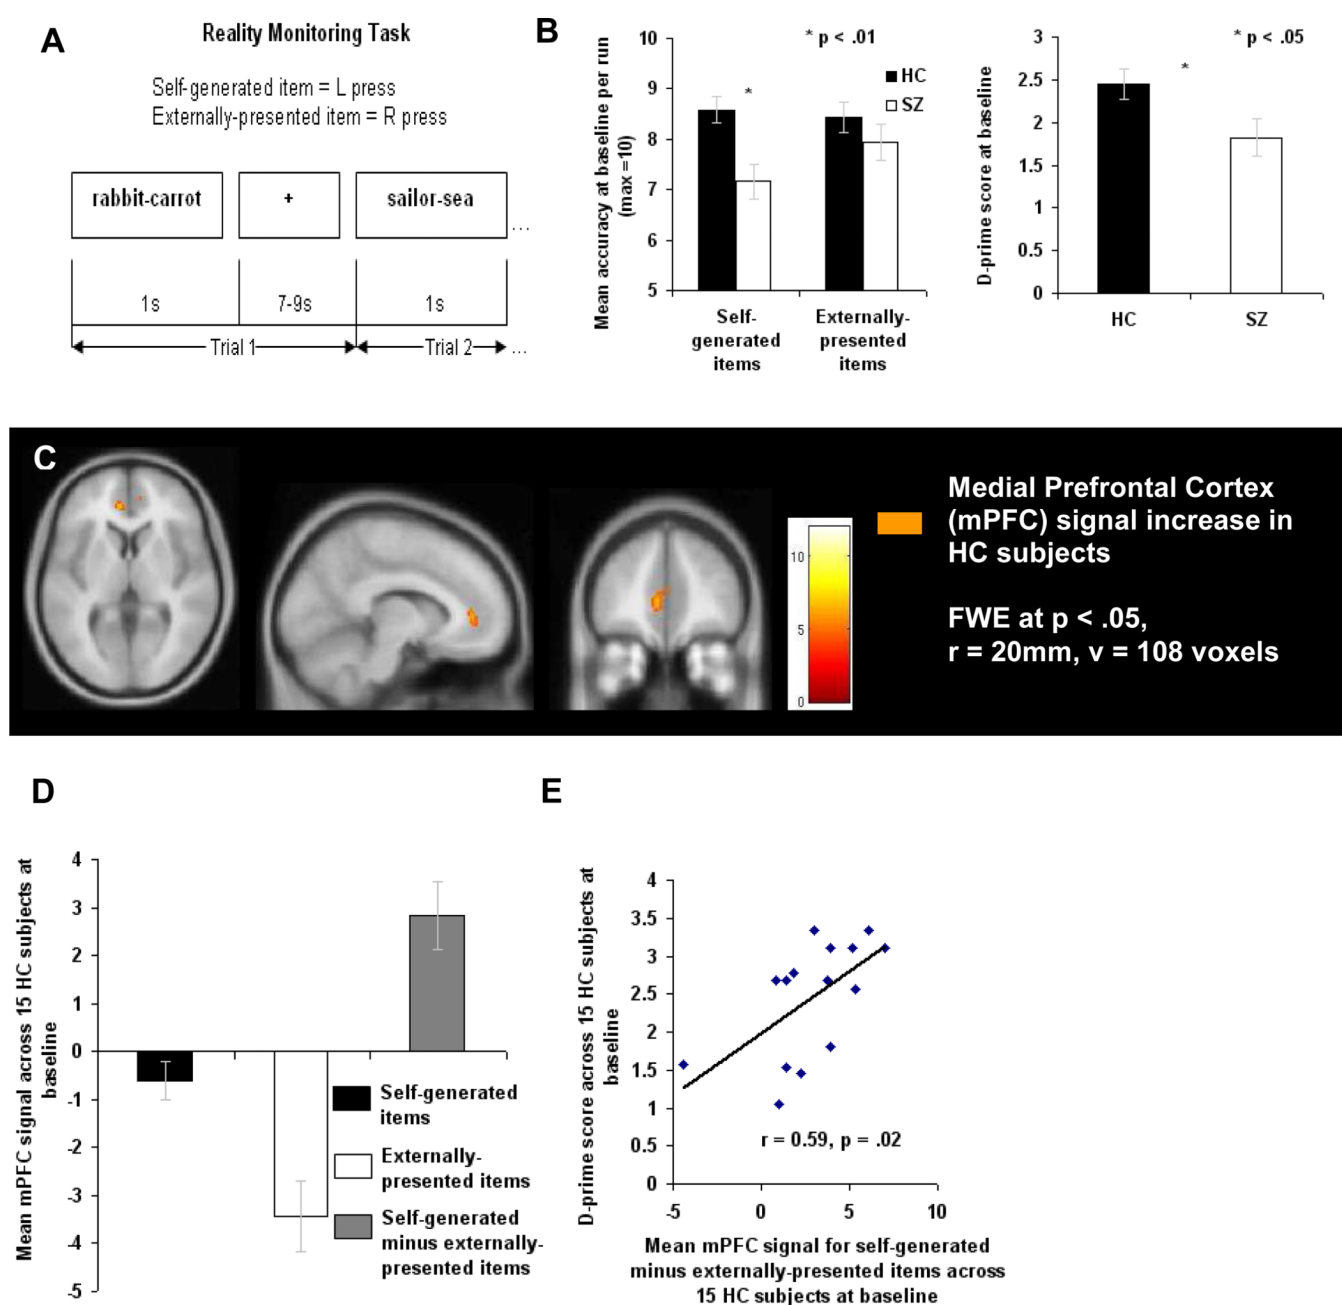 A
Reality Monitoring Task
Self-generated item = L press
Externally-presented item = R press
rabbit-carrot
+
sailor-sea
...
1s
7-9s
1s
Trial 1
Trial 2
...
B
Mean accuracy at baseline per run
(max =10)
10
9
8
7
6
5
* p < .01
HC
SZ
*
Self-
generated
items
Externally-
presented
items
D-prime score at baseline
3
2.5
2
1.5
1
0.5
0
* p < .05
*
HC
SZ
C
10
5
0
Medial Prefrontal Cortex
(mPFC) signal increase in
HC subjects
FWE at p < .05,
r = 20mm, v = 108 voxels
D
Mean mPFC signal across 15 HC subjects at
baseline
4
3
2
1
0
-1
-2
-3
-4
-5
Self-generated
items
Externally-
presented items
Self-generated
minus externally-
presented items
E
D-prime score across 15 HC subjects at
baseline
4
3.5
3
2.5
2
1.5
1
0.5
0
r = 0.59, p = .02
-5
0
5
10
Mean mPFC signal for self-generated
minus externally-presented items across
15 HC subjects at baseline